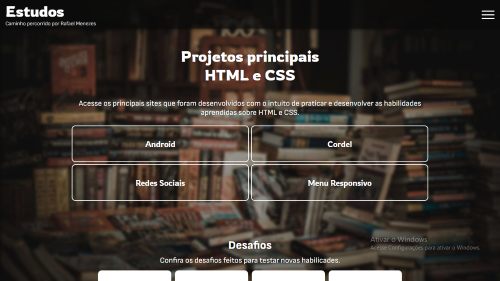 Estudos
Caminho percorrido por Rafael Menezes
Projetos principais
HTML e CSS
Acesse os principais sites que foram desenvolvidos com o intuito de praticar e desenvolver as habilidades
aprendidas sobre HTML e CSS.
Android
Cordel
Redes Sociais
Menu Responsivo
Ativar o Windows
Acesse Configurações para ativar o Windows.
Desafios
Confira os desafios feitos para testar novas habilidades.